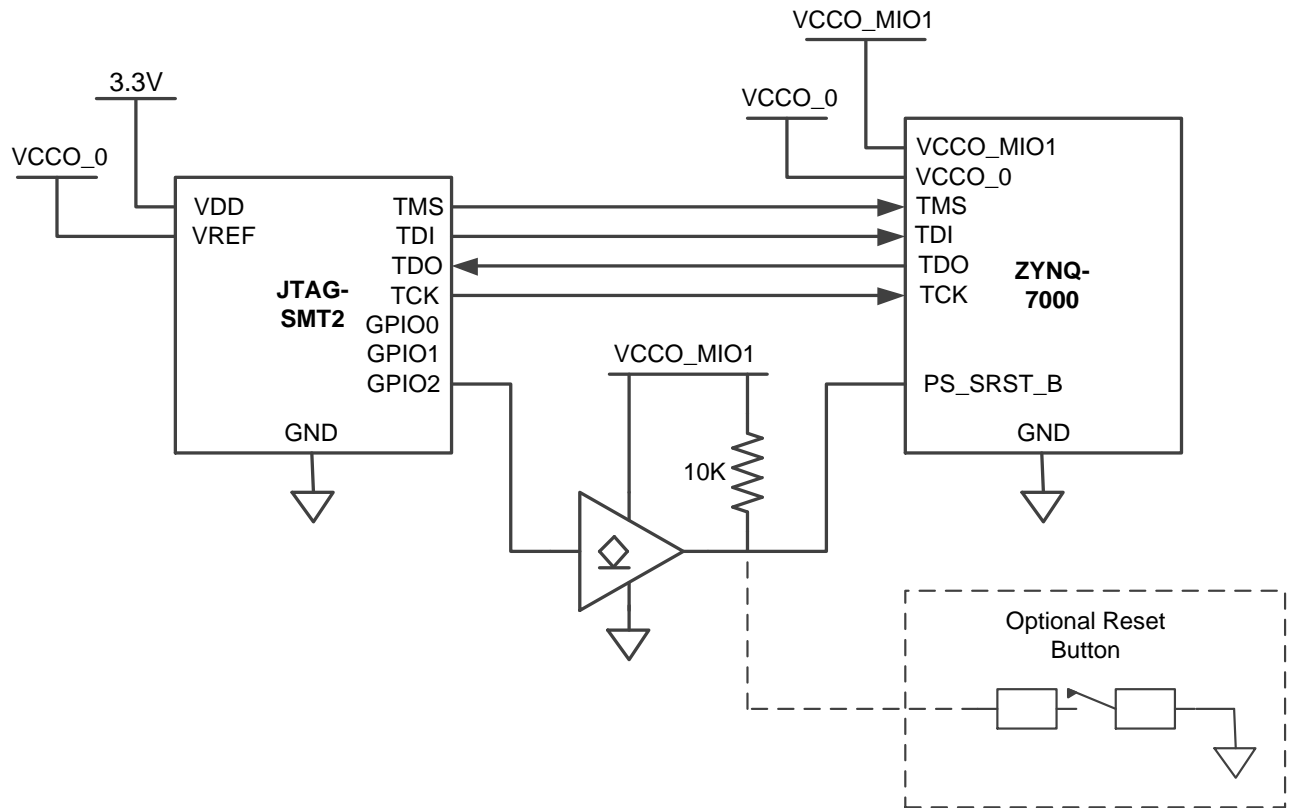 VCCO_MIO1
3.3V
VCCO_0
VCCO_0
VDD
VREF
JTAG-
SMT2
TMS
TDI
TDO
TCK
GPIO0
GPIO1
GPIO2
GND
VCCO_MIO1
VCCO_0
TMS
TDI
TDO
TCK
ZYNQ-
7000
PS_SRST_B
GND
VCCO_MIO1
10K
Optional Reset
Button